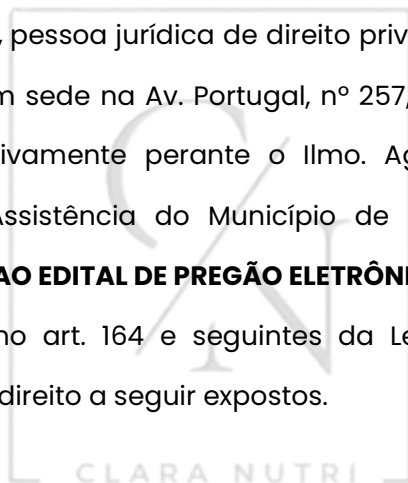 , pessoa jurídica de direito priv
m sede na Av. Portugal, nº 257,
ivamente perante o Ilmo. Ag
Assistência do Município de
AO EDITAL DE PREGÃO ELETRÔNI
no art. 164 e seguintes da Le
direito a seguir expostos.
CLARA NUTRI